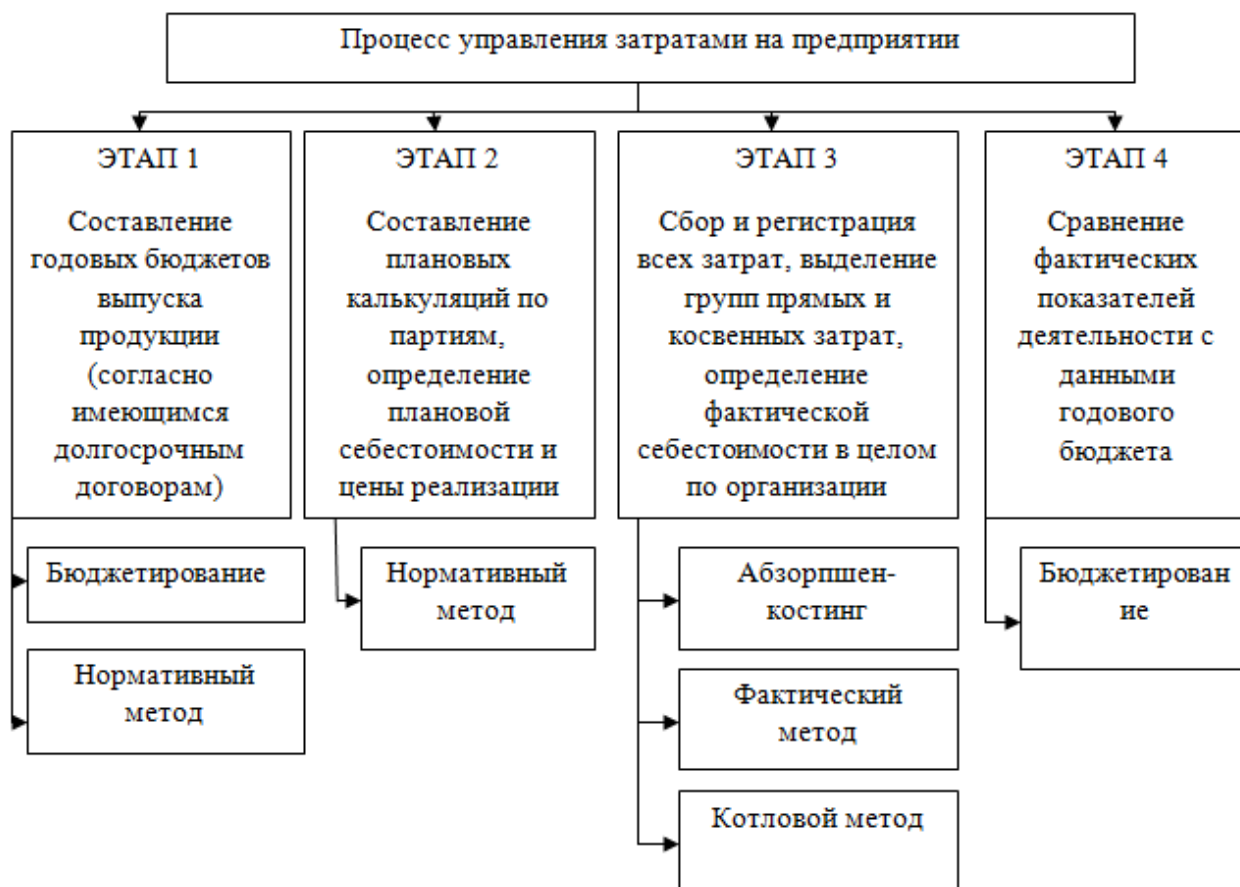 Процесс управления затратами на предприятии
ЭТАП 1
Составление
годовых бюджетов
выпуска
продукции
(согласно
имеющимся
долгосрочным
договорам)
Бюджетирование
Нормативный
метод
ЭТАП 2
Составление
плановых
калькуляций по
партиям,
определение
плановой
себестоимости и
цены реализации
Нормативный
метод
ЭТАП 3
Сбор и регистрация
всех затрат, выделение
групп прямых и
косвенных затрат,
определение
фактической
себестоимости в целом
по организации
Абзорпшен-
костинг
Фактический
метод
Котловой метод
ЭТАП 4
Сравнение
фактических
показателей
деятельности с
данными
годового
бюджета
Бюджетирован
ие